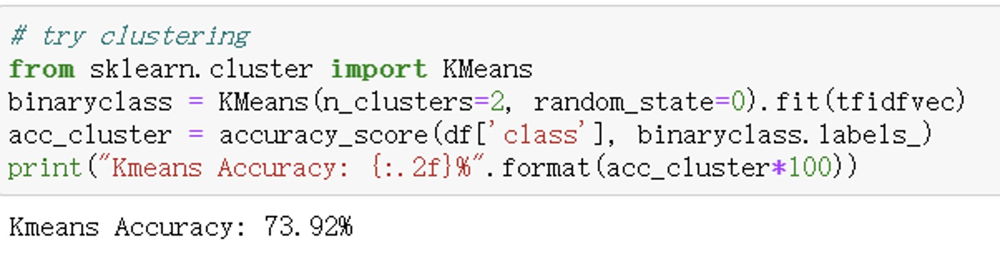 # try clustering
from sklearn.cluster import KMeans
binaryclass = KMeans(n_clusters=2, random_state=0).fit(tfidfvec)
acc_cluster = accuracy_score(df['class'], binaryclass.labels_)
print("Kmeans Accuracy: {:.2f}%".format(acc_cluster*100))
Kmeans Accuracy: 73.92%